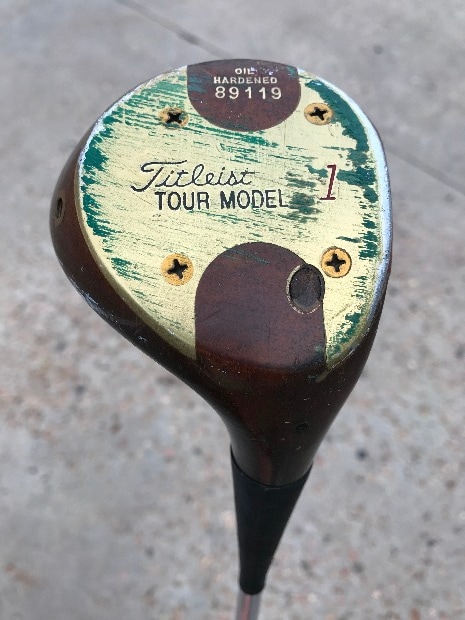 OIL
HARDENED
89119
Titleist 1
TOUR MODEL